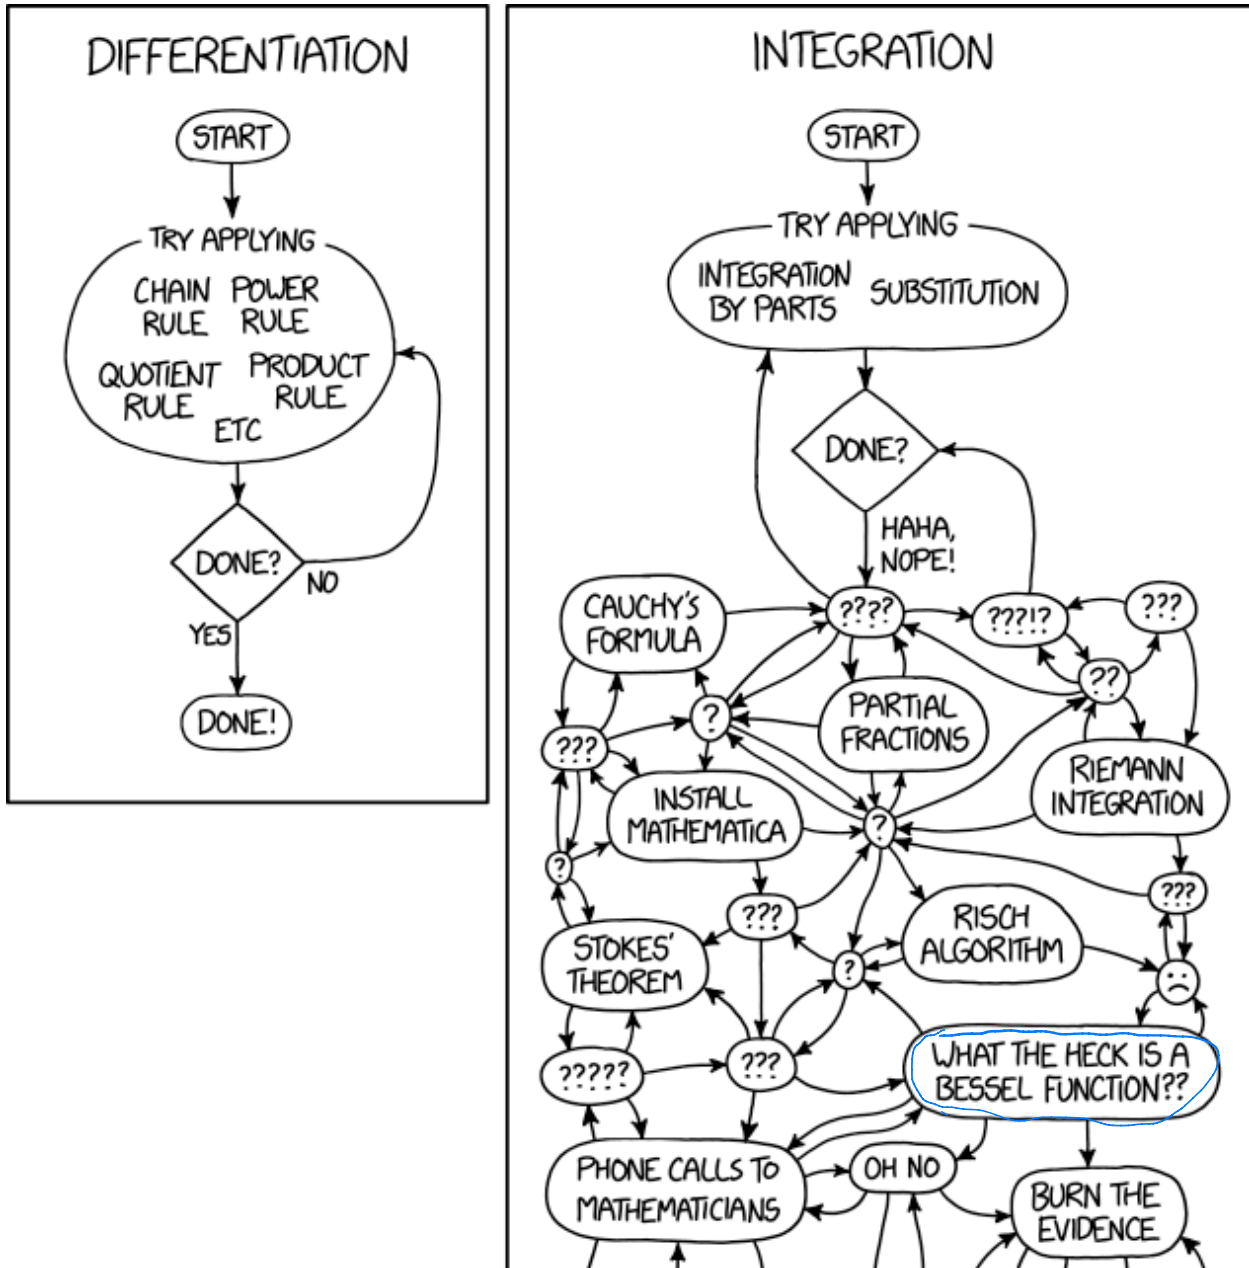 DIFFERENTIATION
START
TRY APPLYING
CHAIN RULE
POWER RULE
QUOTIENT RULE
PRODUCT RULE
ETC
DONE?
NO
YES
DONE!
INTEGRATION
START
TRY APPLYING
INTEGRATION
BY PARTS
SUBSTITUTION
DONE?
HAHA,
NOPE!
CAUCHY'S
FORMULA
????
???!?
???
??
?
PARTIAL
FRACTIONS
???
RIEMANN
INTEGRATION
INSTALL
MATHEMATICA
?
?
???
???
RISCH
ALGORITHM
STOKES'
THEOREM
?
?????
???
WHAT THE HECK IS A
BESSEL FUNCTION??
PHONE CALLS TO
MATHEMATICIANS
OH NO
BURN THE
EVIDENCE